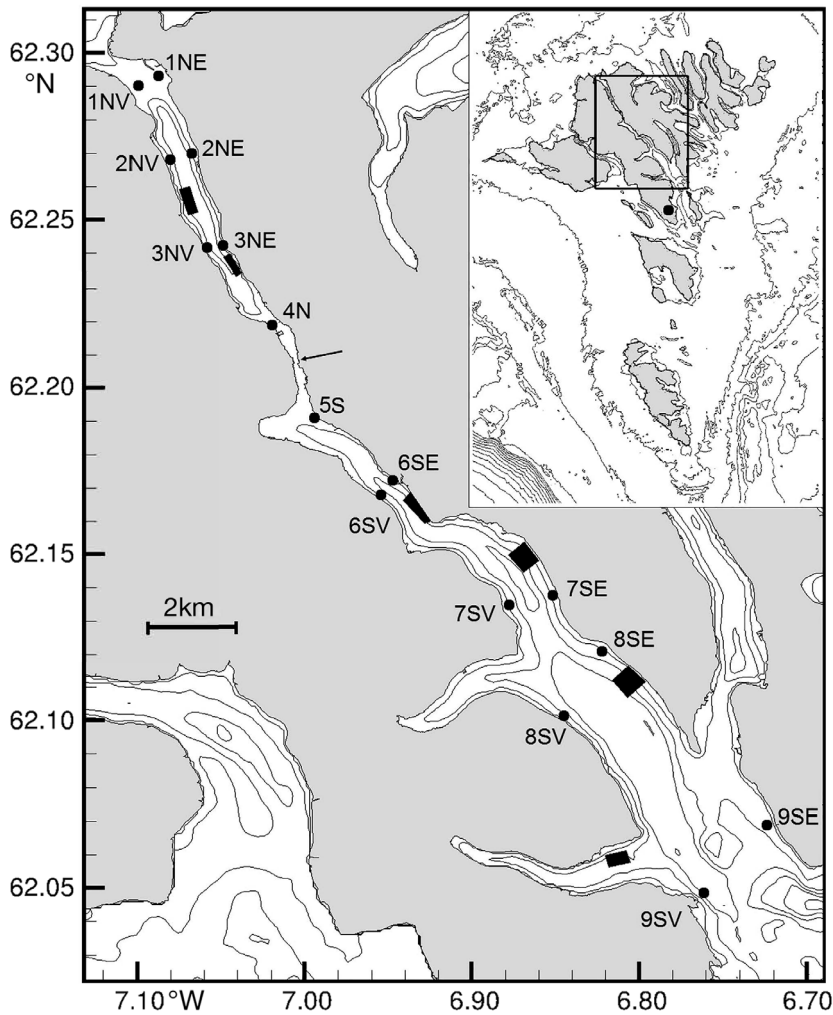 62.30
°N
1NE
1NV
2NE
2NV
62.25
3NE
3NV
4N
62.20
5S
6SE
6SV
62.15
7SE
2km
7SV
8SE
62.10
8SV
9SE
62.05
9SV
7.10°W
7.00
6.90
6.80
6.70